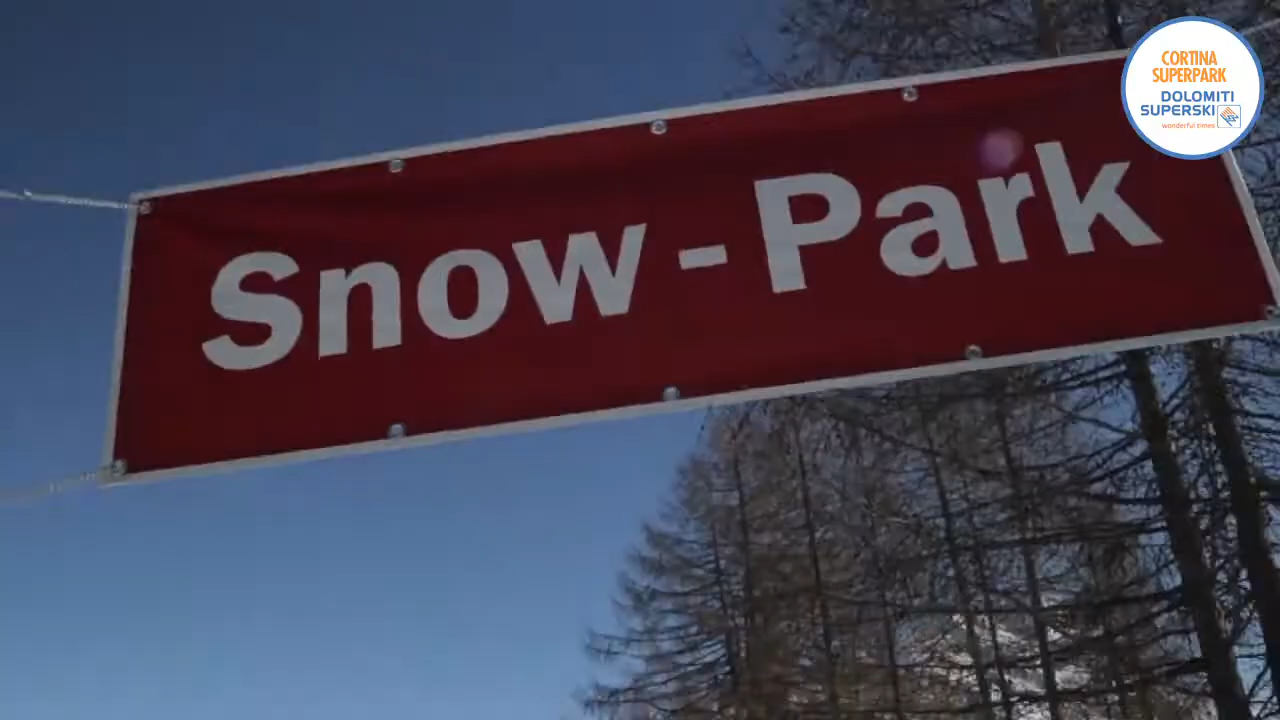 Snow-Park
CORTINA
SUPERPARK
DOLOMITI
SUPERSKI
wonderful times